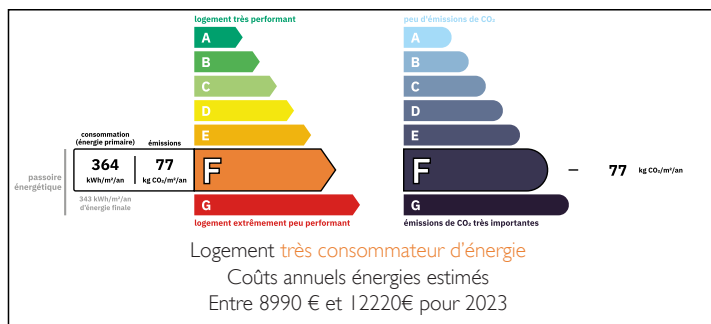 logement très performant
A
B
C
D
E
consommation
(énergie primaire)
émissions
364
kWh/m²/an
77
kg CO₂/m²/an
F
passoire
énergétique
343 kWh/m²/an
d'énergie finale
G
logement extrêmement peu performant
peu d'émissions de CO₂
A
B
C
D
E
F
77 kg CO₂/m²/an
G
émissions de CO₂ très importantes
Logement très consommateur d'énergie
Coûts annuels énergies estimés
Entre 8990 € et 12220€ pour 2023